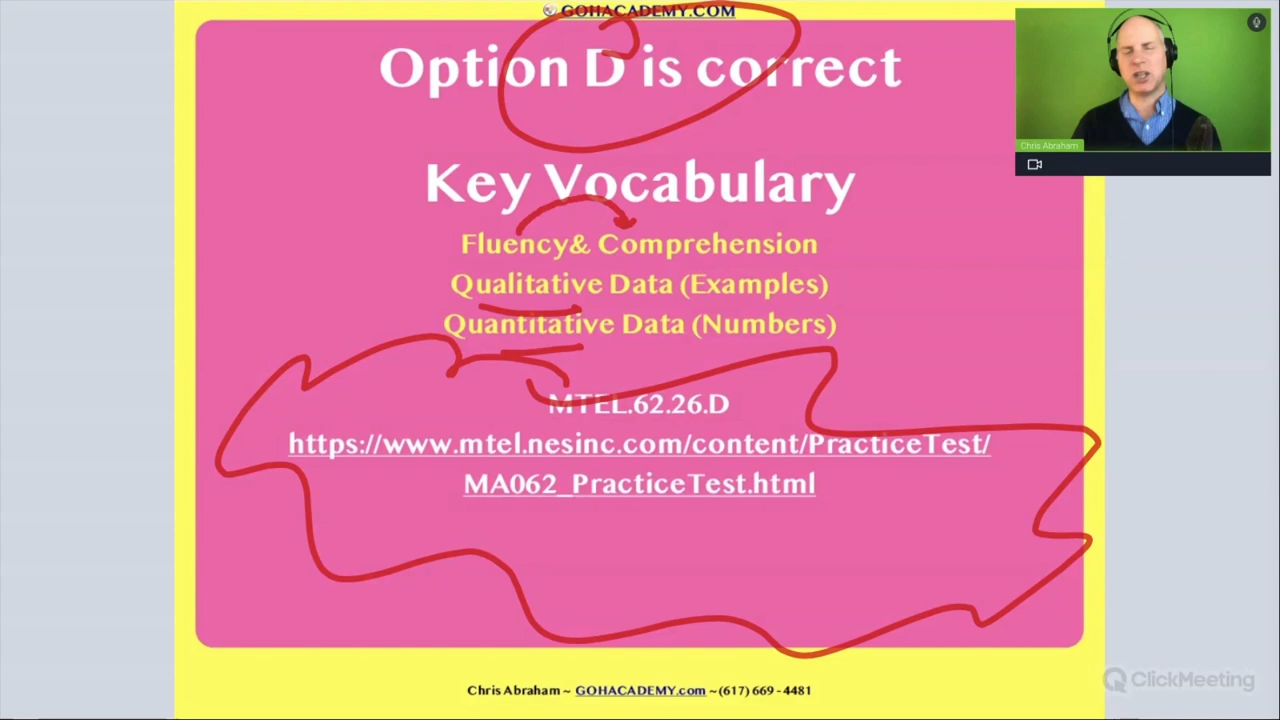 GOHACADEMY.COM
Option D is correct
Key Vocabulary
Fluency& Comprehension
Qualitative Data (Examples)
Quantitative Data (Numbers)
MTEL.62.26.D
https://www.mtel.nesinc.com/content/PracticeTest/
MA062_PracticeTest.html
Chris Abraham ~ GOHACADEMY.com ~(617) 669 - 4481
Chris Abraham
ClickMeeting